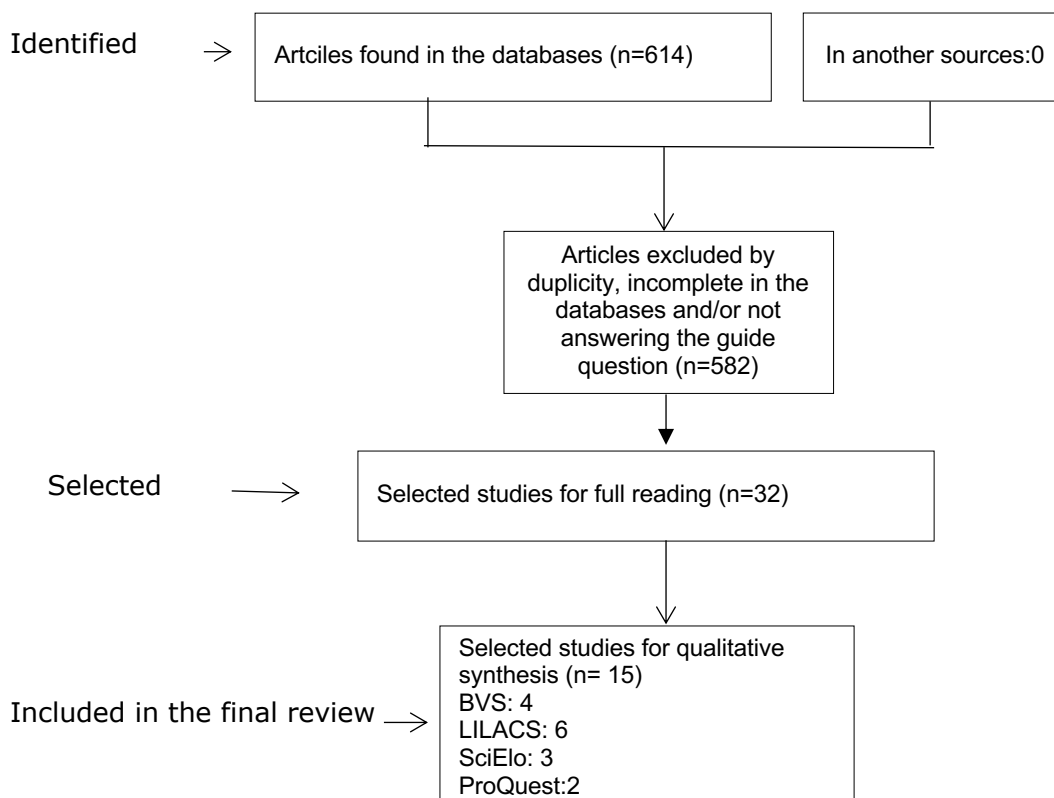 Identified
Artciles found in the databases (n=614)
In another sources:0
Articles excluded by
duplicity, incomplete in the
databases and/or not
answering the guide
question (n=582)
Selected
Selected studies for full reading (n=32)
Included in the final review
Selected studies for qualitative
synthesis (n= 15)
BVS: 4
LILACS: 6
SciElo: 3
ProQuest:2